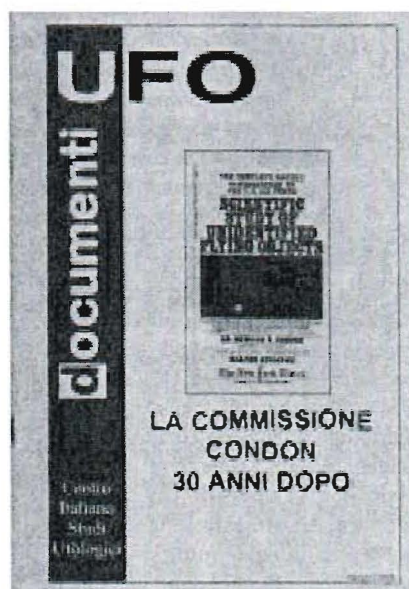 UFO
documenti
SCIENTIFIC
STUDY OF
UNIDENTIFIED
FLYING OBJECTS
The New York Times
LA COMMISSIONE
CONDON
30 ANNI DOPO
Centro
Italiano
Studi
Ufologici